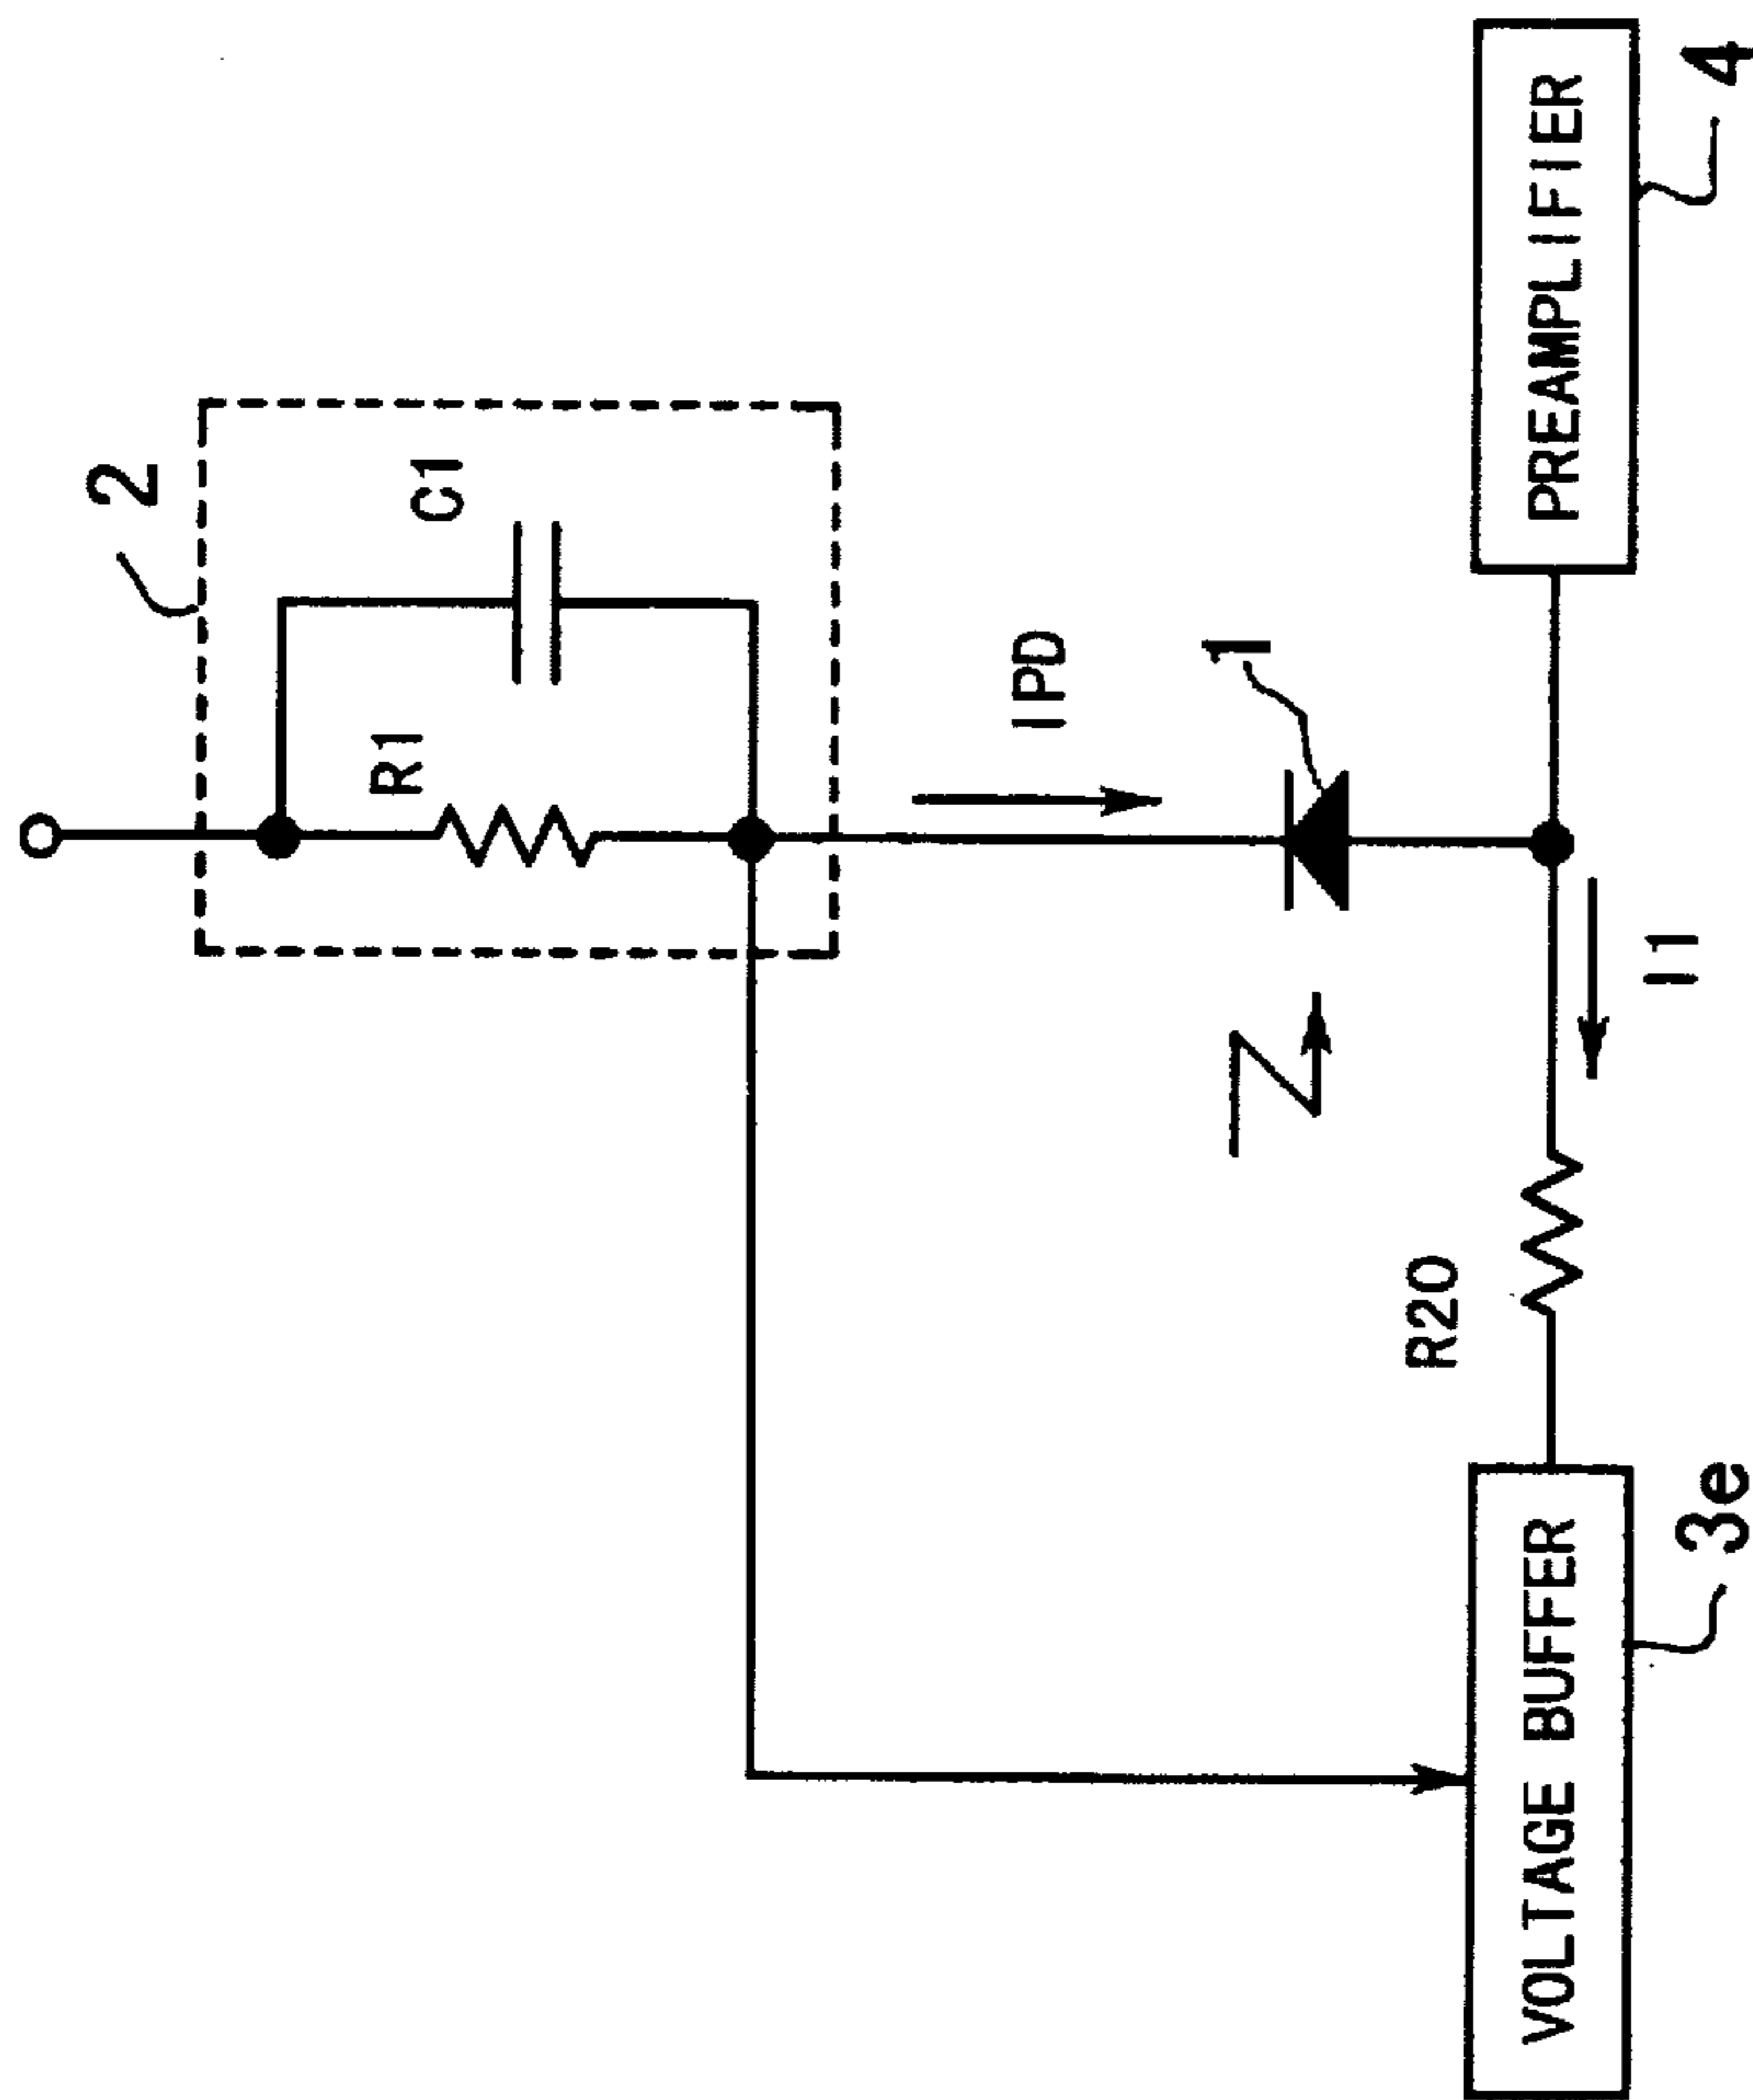 2
R1
C1
IPD
1
I1
R20
VOLTAGE BUFFER
3e
PREAMPLIFIER
4